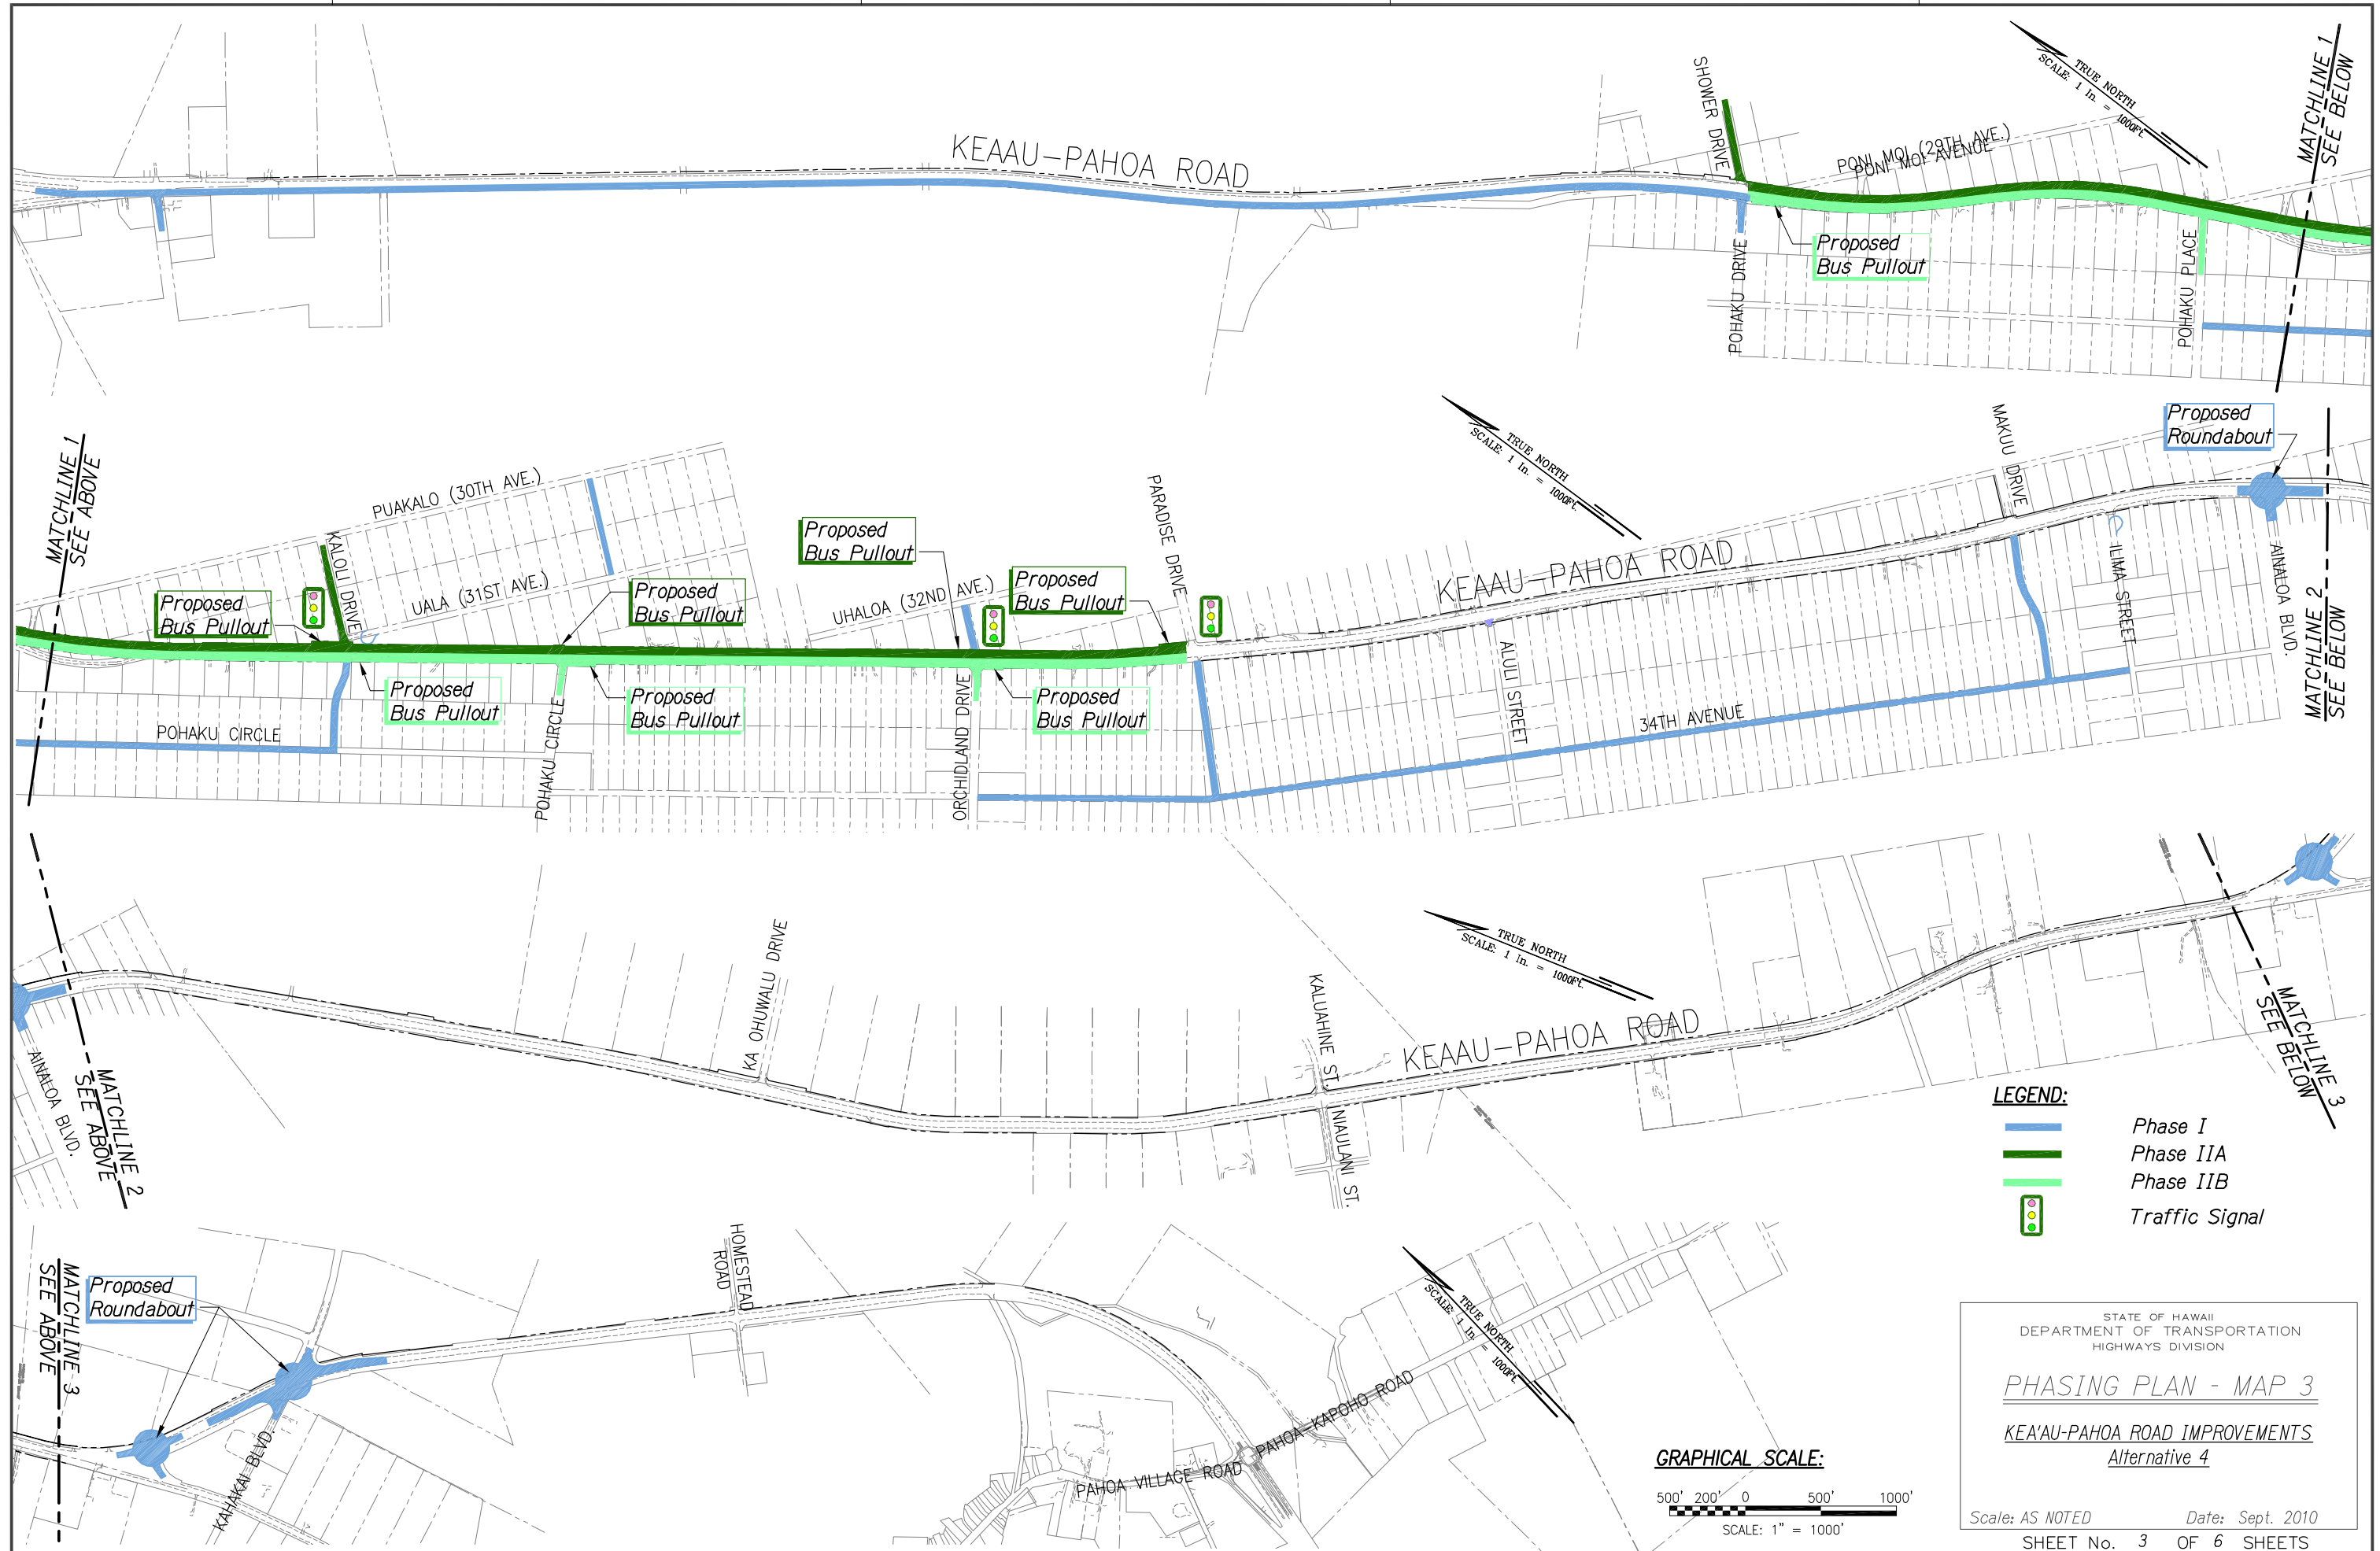 KEAAU-PAHOA ROAD
SHOWER DRIVE
PONI MOI (29TH AVE.)
PONI MOI AVENUE
TRUE NORTH
SCALE: 1 In. = 1000Ft.
MATCHLINE 1
SEE BELOW
Proposed
Bus Pullout
POHAKU DRIVE
POHAKU PLACE
MATCHLINE 1
SEE ABOVE
PUAKALO (30TH AVE.)
KALOLI DRIVE
UALA (31ST AVE.)
Proposed
Bus Pullout
Proposed
Bus Pullout
Proposed
Bus Pullout
UHALOA (32ND AVE.)
Proposed
Bus Pullout
PARADISE DRIVE
TRUE NORTH
SCALE: 1 In. = 1000Ft.
KEAAU-PAHOA ROAD
MAKUU DRIVE
Proposed
Roundabout
Proposed
Bus Pullout
Proposed
Bus Pullout
Proposed
Bus Pullout
POHAKU CIRCLE
POHAKU CIRCLE
ORCHIDLAND DRIVE
ALULI STREET
34TH AVENUE
ILIMA STREET
AINALOA BLVD.
MATCHLINE 2
SEE BELOW
AINALOA BLVD.
MATCHLINE 2
SEE ABOVE
KA OHUWALU DRIVE
KALUAHINE ST.
NIAULANI ST.
TRUE NORTH
SCALE: 1 In. = 1000Ft.
KEAAU-PAHOA ROAD
MATCHLINE 3
SEE BELOW
LEGEND:
Phase I
Phase IIA
Phase IIB
Traffic Signal
MATCHLINE 3
SEE ABOVE
Proposed
Roundabout
KAHAKAI BLVD.
HOMESTEAD
ROAD
PAHOA VILLAGE ROAD
PAHOA-KAPOHO ROAD
TRUE NORTH
SCALE: 1 In. = 1000Ft.
GRAPHICAL SCALE:
500' 200' 0 500' 1000'
SCALE: 1" = 1000'
STATE OF HAWAII
DEPARTMENT OF TRANSPORTATION
HIGHWAYS DIVISION
PHASING PLAN - MAP 3
KEA'AU-PAHOA ROAD IMPROVEMENTS
Alternative 4
Scale: AS NOTED Date: Sept. 2010
SHEET No. 3 OF 6 SHEETS